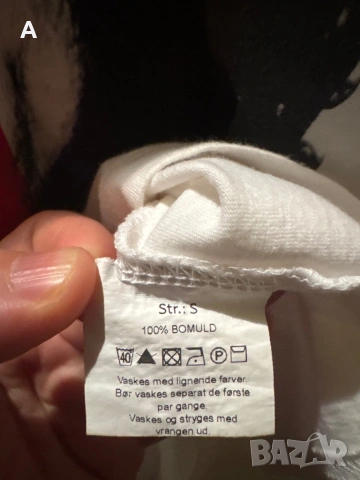 A
Str.: S
100% BOMULD
40 P
Vaskes med lignende farver.
Bør vaskes separat de første
par gange.
Vaskes og stryges med
vrangen ud.
BAZAR